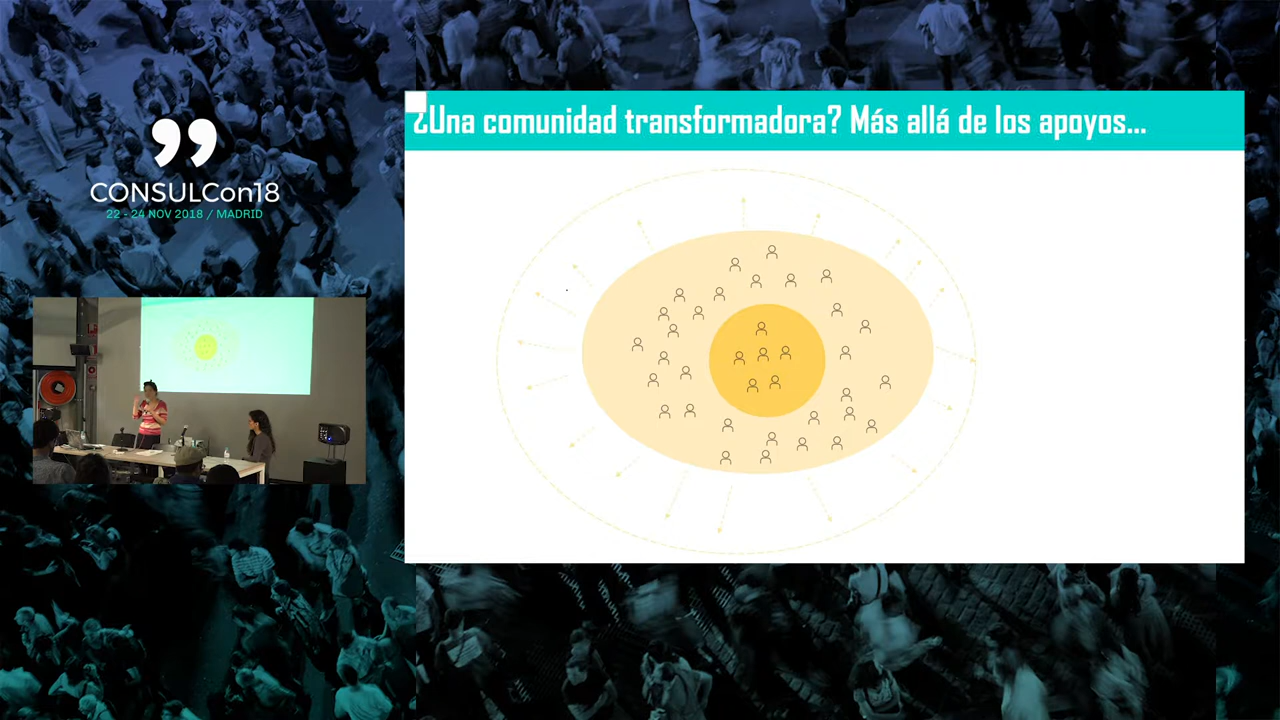 CONSULCon18
22 - 24 NOV 2018 / MADRID
¿Una comunidad transformadora? Más allá de los apoyos...